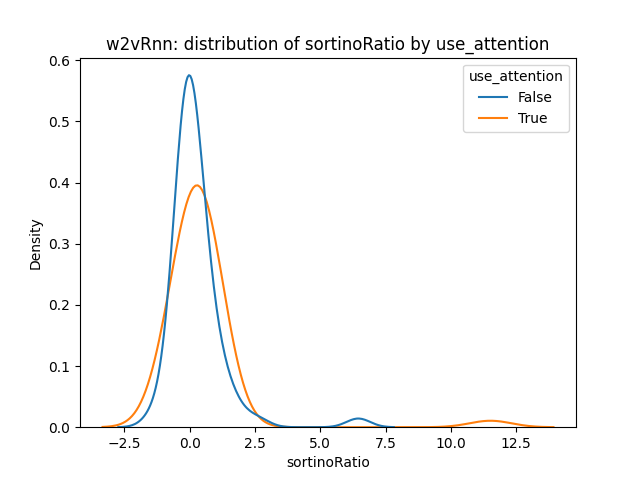 w2vRnn: distribution of sortinoRatio by use_attention
use_attention
False
True
Density
0.6
0.5
0.4
0.3
0.2
0.1
0.0
−2.5 0.0 2.5 5.0 7.5 10.0 12.5
sortinoRatio